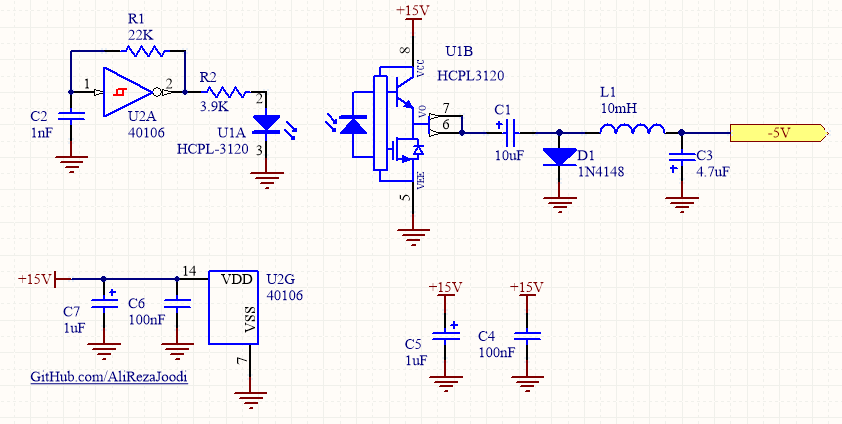 R1
22K
1
2
U2A
40106
C2
1nF
R2
3.9K
2
U1A
HCPL-3120
3
+15V
8
VCC
U1B
HCPL3120
VO
7
6
VEE
5
C1
10uF
D1
1N4148
L1
10mH
C3
4.7uF
-5V
+15V
14
VDD
VSS
U2G
40106
7
C7
1uF
C6
100nF
+15V
C5
1uF
+15V
C4
100nF
GitHub.com/AliRezaJoodi